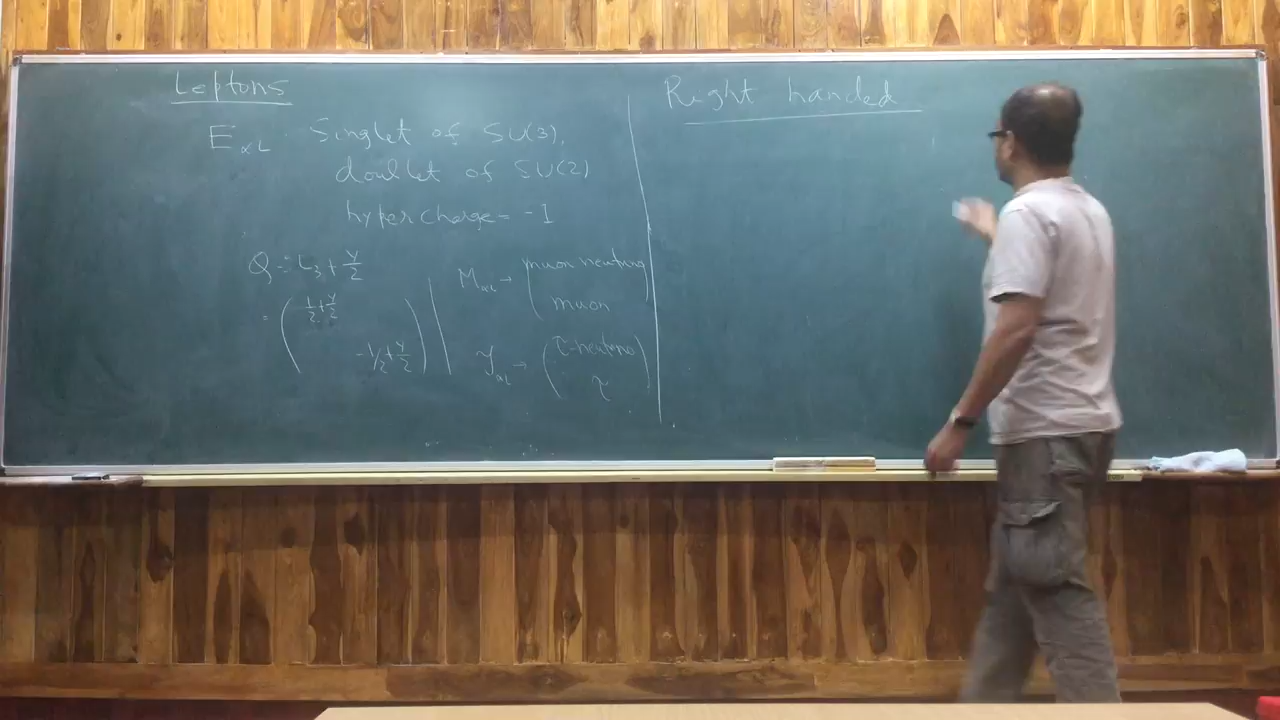 Leptons
E_αL Singlet of SU(3),
doublet of SU(2)
hypercharge = -1
Q = τ_3 + Y/2
= ( 1/2+Y/2
-1/2+Y/2 )
M_αL → ( muon neutrino
muon )
τ_αL → ( τ-neutrino
τ )
Right handed